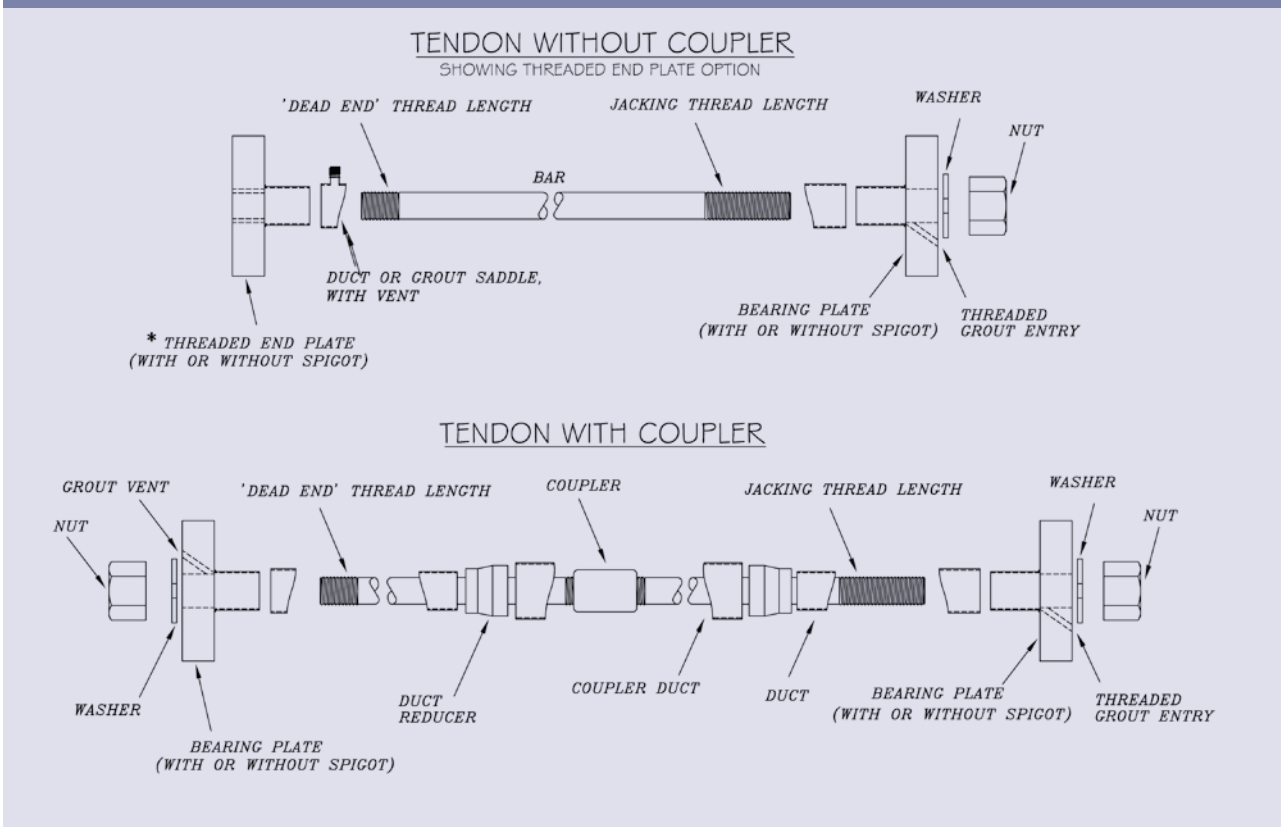 TENDON WITHOUT COUPLER
SHOWING THREADED END PLATE OPTION
'DEAD END' THREAD LENGTH
JACKING THREAD LENGTH
WASHER
NUT
BAR
DUCT OR GROUT SADDLE,
WITH VENT
* THREADED END PLATE
(WITH OR WITHOUT SPIGOT)
BEARING PLATE
(WITH OR WITHOUT SPIGOT)
THREADED
GROUT ENTRY
TENDON WITH COUPLER
GROUT VENT
'DEAD END' THREAD LENGTH
COUPLER
JACKING THREAD LENGTH
WASHER
NUT
NUT
WASHER
BEARING PLATE
(WITH OR WITHOUT SPIGOT)
DUCT
REDUCER
COUPLER DUCT
DUCT
BEARING PLATE
(WITH OR WITHOUT SPIGOT)
THREADED
GROUT ENTRY